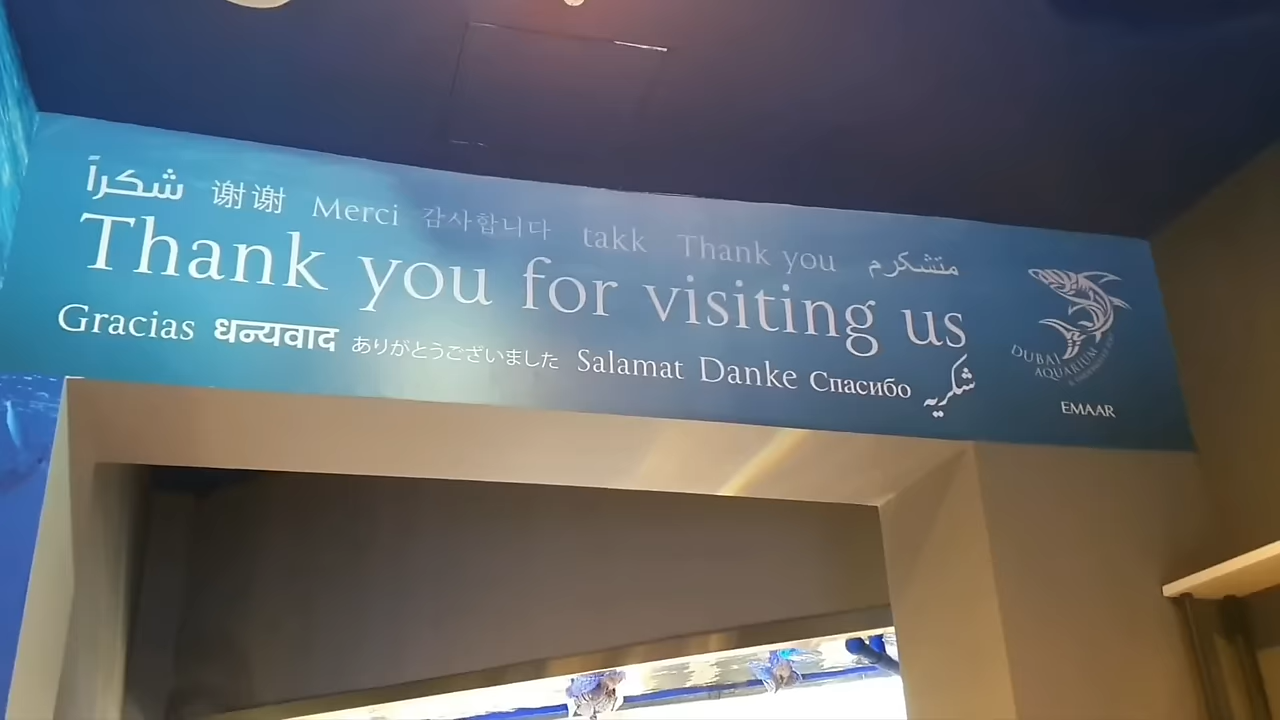 شكراً 谢谢 Merci 감사합니다 takk Thank you متشكرم
Thank you for visiting us
Gracias धन्यवाद ありがとうございました Salamat Danke Спасибо شكريہ
DUBAI
AQUARIUM
EMAAR